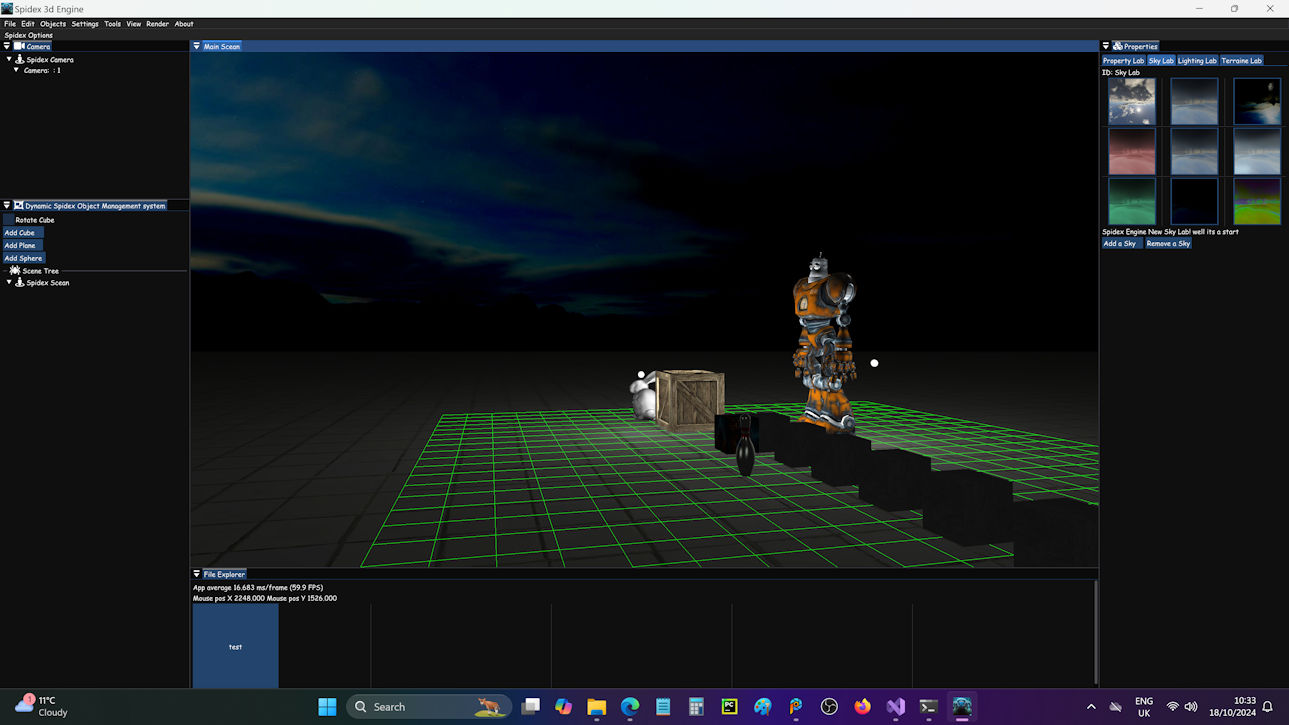 Spidex 3d Engine
File Edit Objects Settings Tools View Render About
Spidex Options
Camera
Spidex Camera
Camera: : 1
Dynamic Spidex Object Management system
Rotate Cube
Add Cube
Add Plane
Add Sphere
Scene Tree
Spidex Scean
Main Scean
Properties
Property Lab Sky Lab Lighting Lab Terraine Lab
ID: Sky Lab
Spidex Engine New Sky Lab! well its a start
Add a Sky Remove a Sky
File Explorer
App average 16.683 ms/frame (59.9 FPS)
Mouse pos X 2248.000 Mouse pos Y 1526.000
test
1
11°C
Cloudy
Search
PC
ENG
UK
10:33
18/10/2024